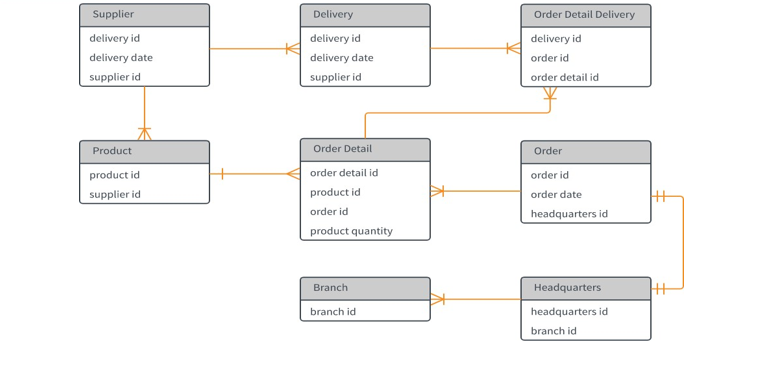 Supplier
delivery id
delivery date
supplier id
Delivery
delivery id
delivery date
supplier id
Order Detail Delivery
delivery id
order id
order detail id
Product
product id
supplier id
Order Detail
order detail id
product id
order id
product quantity
Order
order id
order date
headquarters id
Branch
branch id
Headquarters
headquarters id
branch id